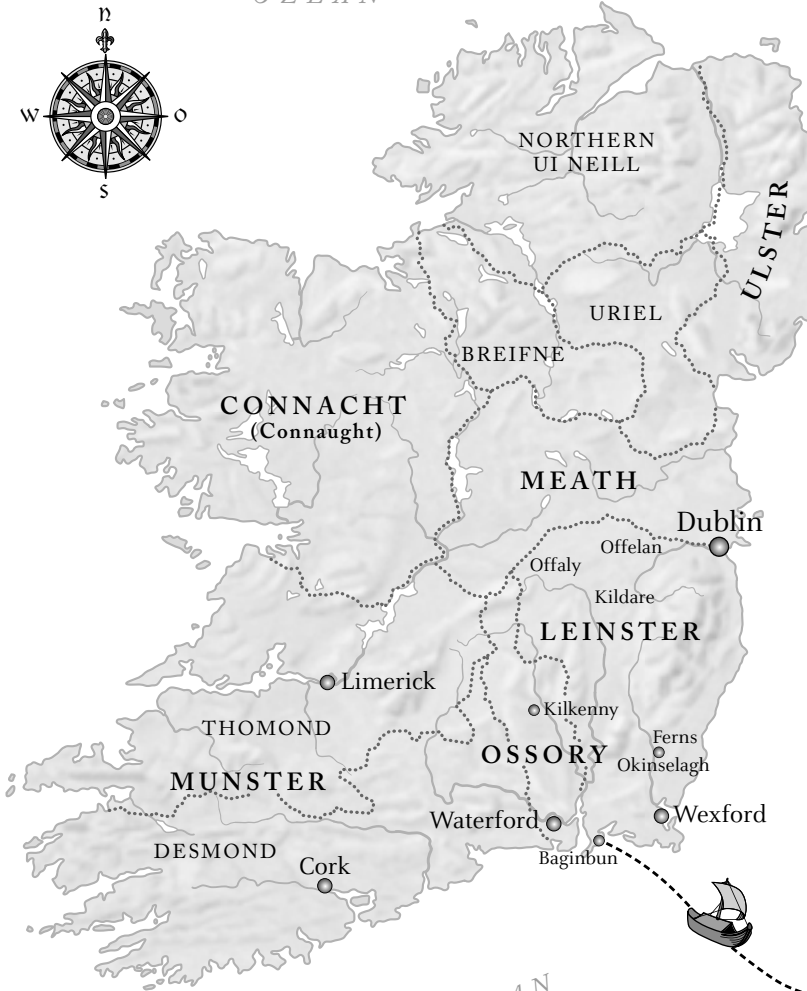 OZEAN
n
W
O
S
NORTHERN
UI NEILL
ULSTER
URIEL
BREIFNE
CONNACHT
(Connaught)
MEATH
Dublin
Offelan
Offaly
Kildare
LEINSTER
Limerick
Kilkenny
THOMOND
Ferns
OSSORY
Okinselagh
MUNSTER
Waterford
Wexford
DESMOND
Baginbun
Cork